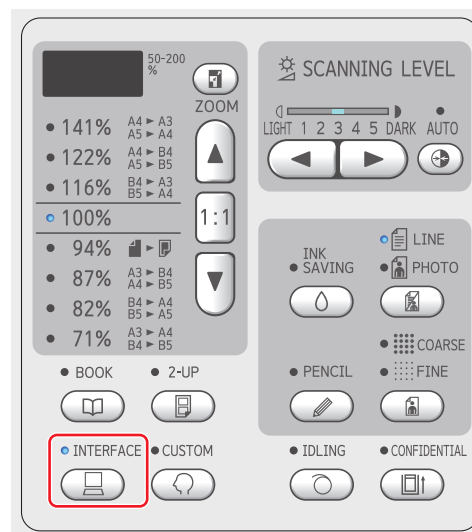 50-200
%
ZOOM
141% A4 ► A3
A5 ► A4
122% A4 ► B4
A5 ► B5
116% B4 ► A3
B5 ► A4
100%
1:1
94%
87% A3 ► B4
A4 ► B5
82% B4 ► A4
B5 ► A5
71% A3 ► A4
B4 ► B5
SCANNING LEVEL
LIGHT 1 2 3 4 5 DARK AUTO
INK
SAVING
LINE
PHOTO
PENCIL
COARSE
FINE
BOOK
2-UP
INTERFACE
CUSTOM
IDLING
CONFIDENTIAL